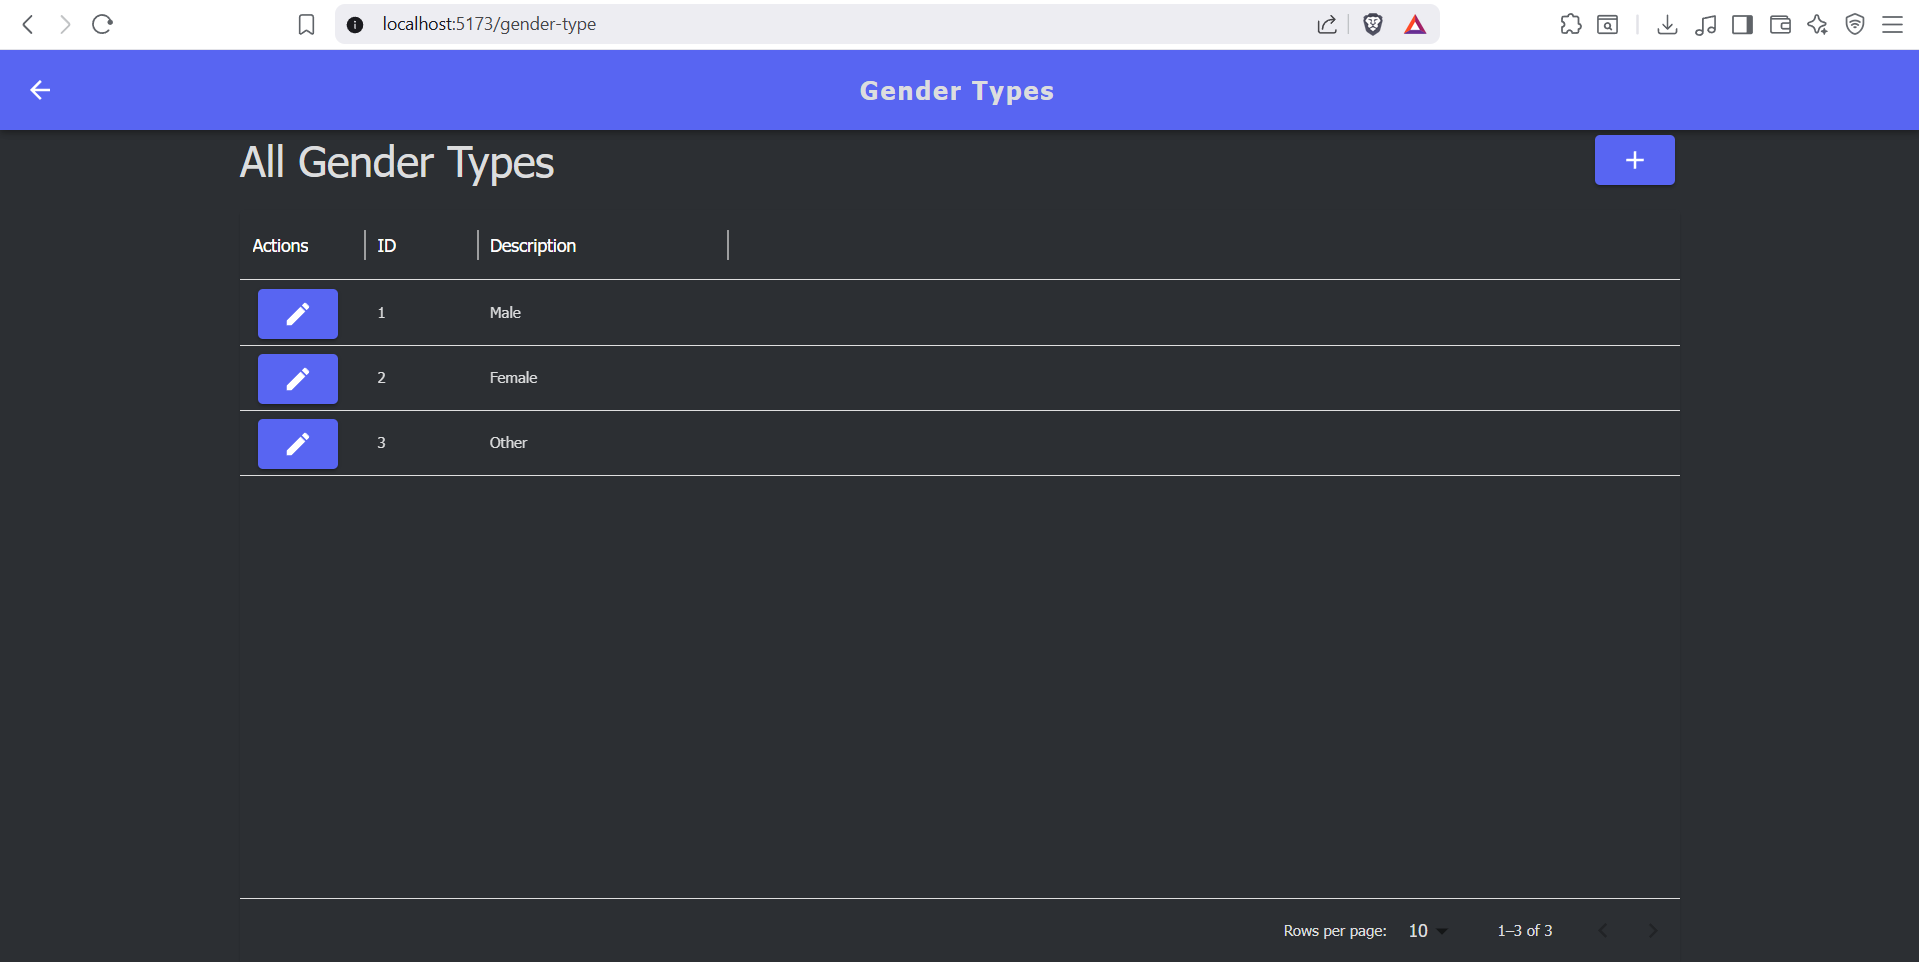 localhost:5173/gender-type
Gender Types
All Gender Types
Actions ID Description
1 Male
2 Female
3 Other
Rows per page: 10 1–3 of 3